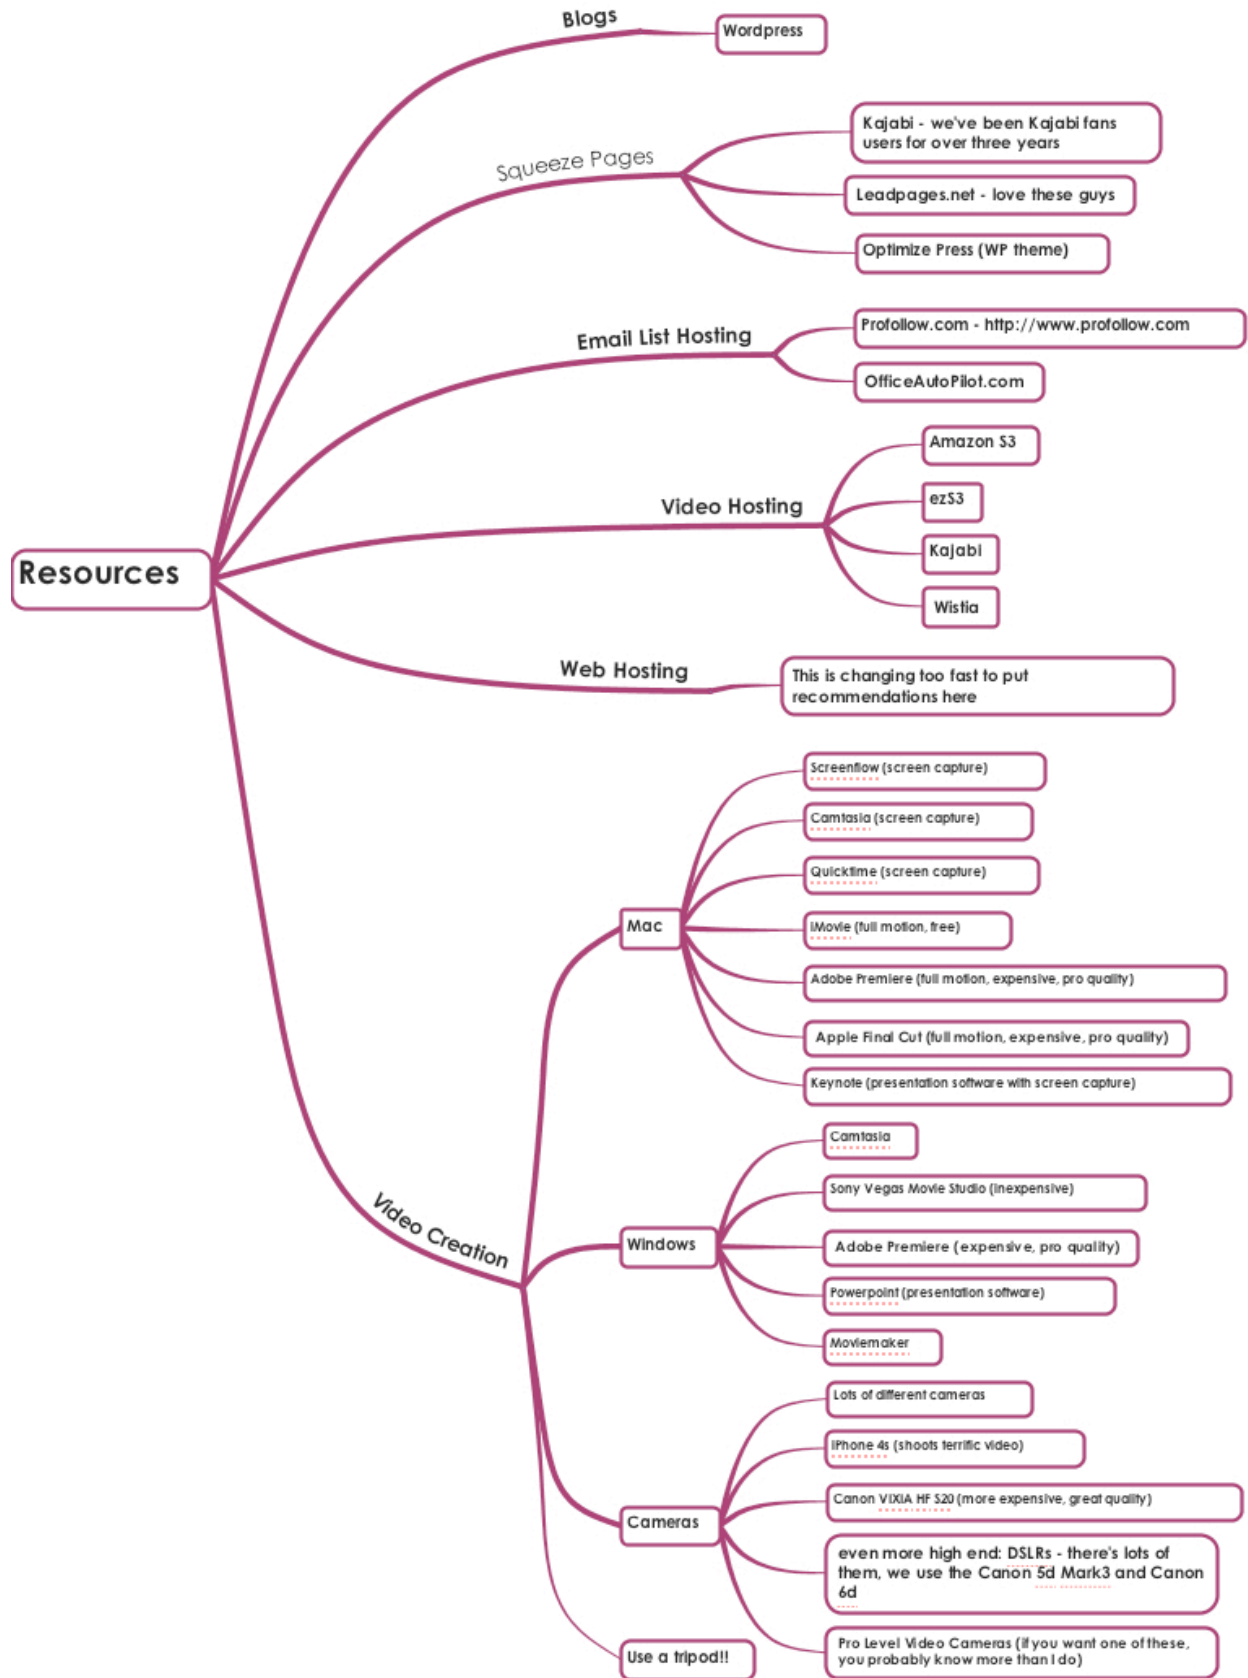 Blogs
Wordpress
Squeeze Pages
Kajabi - we've been Kajabi fans
users for over three years
Leadpages.net - love these guys
Optimize Press (WP theme)
Email List Hosting
Profollow.com - http://www.profollow.com
OfficeAutoPilot.com
Video Hosting
Amazon S3
ezS3
Kajabi
Wistia
Resources
Web Hosting
This is changing too fast to put
recommendations here
Video Creation
Mac
Screenflow (screen capture)
Camtasia (screen capture)
Quicktime (screen capture)
iMovie (full motion, free)
Adobe Premiere (full motion, expensive, pro quality)
Apple Final Cut (full motion, expensive, pro quality)
Keynote (presentation software with screen capture)
Windows
Camtasia
Sony Vegas Movie Studio (inexpensive)
Adobe Premiere (expensive, pro quality)
Powerpoint (presentation software)
Moviemaker
Cameras
Lots of different cameras
iPhone 4s (shoots terrific video)
Canon VIXIA HF S20 (more expensive, great quality)
even more high end: DSLRs - there's lots of
them, we use the Canon 5d Mark3 and Canon
6d
Pro Level Video Cameras (if you want one of these,
you probably know more than I do)
Use a tripod!!